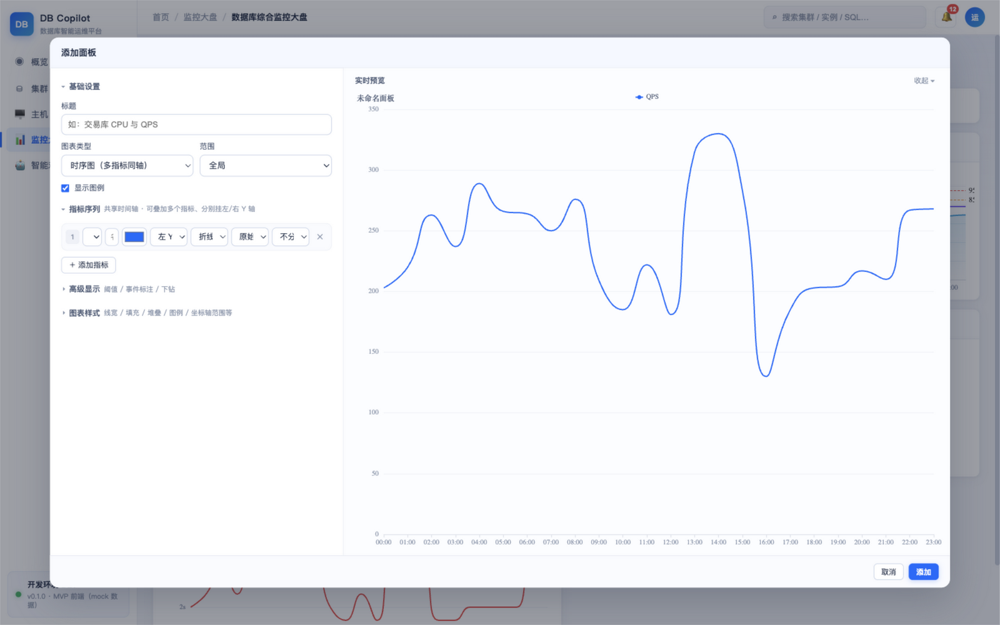 DB
DB Copilot
数据库智能运维平台
首页 / 监控大盘 / 数据库综合监控大盘
搜索集群 / 实例 / SQL...
12
运
概览
集群
主机
监控
智能
添加面板
基础设置
标题
如：交易库 CPU 与 QPS
图表类型
范围
时序图（多指标同轴）
全局
显示图例
指标序列 共享时间轴 · 可叠加多个指标、分别挂左/右 Y 轴
1
左 Y
折线
原始
不分
×
+ 添加指标
高级显示 阈值 / 事件标注 / 下钻
图表样式 线宽 / 填充 / 堆叠 / 图例 / 坐标轴范围等
实时预览
收起
未命名面板
QPS
350
300
250
200
150
100
50
0
00:00 01:00 02:00 03:00 04:00 05:00 06:00 07:00 08:00 09:00 10:00 11:00 12:00 13:00 14:00 15:00 16:00 17:00 18:00 19:00 20:00 21:00 22:00 23:00
取消
添加
:00
开发环
v0.1.0 · MVP 前端（mock 数
据）
2s